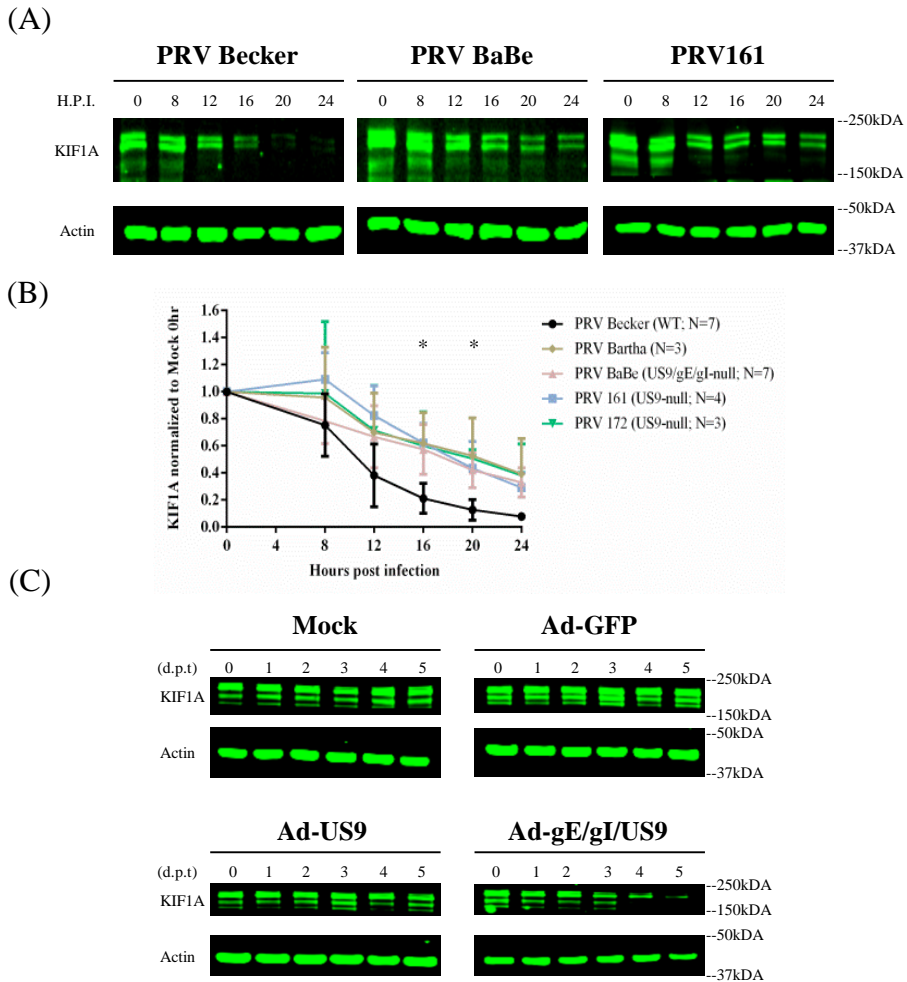 (A)
PRV Becker PRV BaBe PRV161
H.P.I. 0 8 12 16 20 24 0 8 12 16 20 24 0 8 12 16 20 24
--250kDA
KIF1A
--150kDA
--50kDA
Actin
--37kDA
(B)
KIF1A normalized to Mock 0hr
1.6
1.4
1.2
1.0
0.8
0.6
0.4
0.2
0.0
* *
0 4 8 12 16 20 24
Hours post infection
PRV Becker (WT; N=7)
PRV Bartha (N=3)
PRV BaBe (US9/gE/gI-null; N=7)
PRV 161 (US9-null; N=4)
PRV 172 (US9-null; N=3)
(C)
Mock Ad-GFP
(d.p.t) 0 1 2 3 4 5 0 1 2 3 4 5
--250kDA
KIF1A
--150kDA
--50kDA
Actin
--37kDA
Ad-US9 Ad-gE/gI/US9
(d.p.t) 0 1 2 3 4 5 0 1 2 3 4 5
--250kDA
KIF1A
--150kDA
--50kDA
Actin
--37kDA